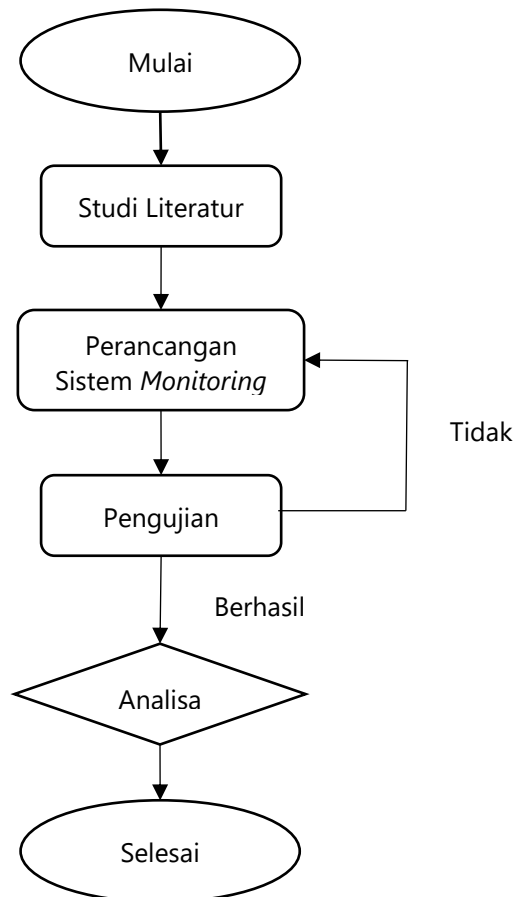 Mulai
Studi Literatur
Perancangan
Sistem Monitoring
Tidak
Pengujian
Berhasil
Analisa
Selesai